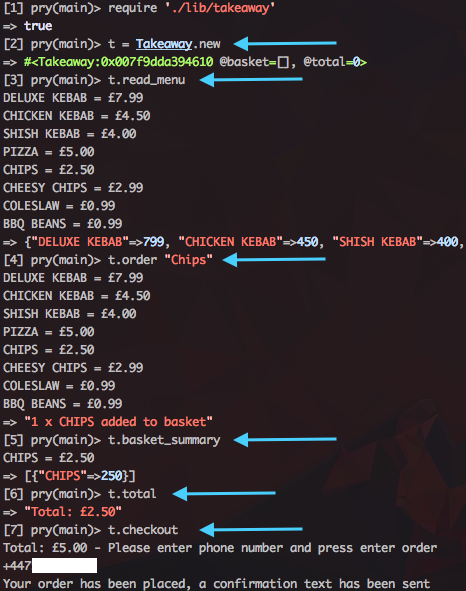 [1] pry(main)> require './lib/takeaway'
=> true
[2] pry(main)> t = Takeaway.new
=> #<Takeaway:0x007f9dda394610 @basket=[], @total=0>
[3] pry(main)> t.read_menu
DELUXE KEBAB = £7.99
CHICKEN KEBAB = £4.50
SHISH KEBAB = £4.00
PIZZA = £5.00
CHIPS = £2.50
CHEESY CHIPS = £2.99
COLESLAW = £0.99
BBQ BEANS = £0.99
=> {"DELUXE KEBAB"=>799, "CHICKEN KEBAB"=>450, "SHISH KEBAB"=>400,
[4] pry(main)> t.order "Chips"
DELUXE KEBAB = £7.99
CHICKEN KEBAB = £4.50
SHISH KEBAB = £4.00
PIZZA = £5.00
CHIPS = £2.50
CHEESY CHIPS = £2.99
COLESLAW = £0.99
BBQ BEANS = £0.99
=> "1 x CHIPS added to basket"
[5] pry(main)> t.basket_summary
CHIPS = £2.50
=> [{"CHIPS"=>250}]
[6] pry(main)> t.total
=> "Total: £2.50"
[7] pry(main)> t.checkout
Total: £5.00 - Please enter phone number and press enter order
+447
Your order has been placed, a confirmation text has been sent